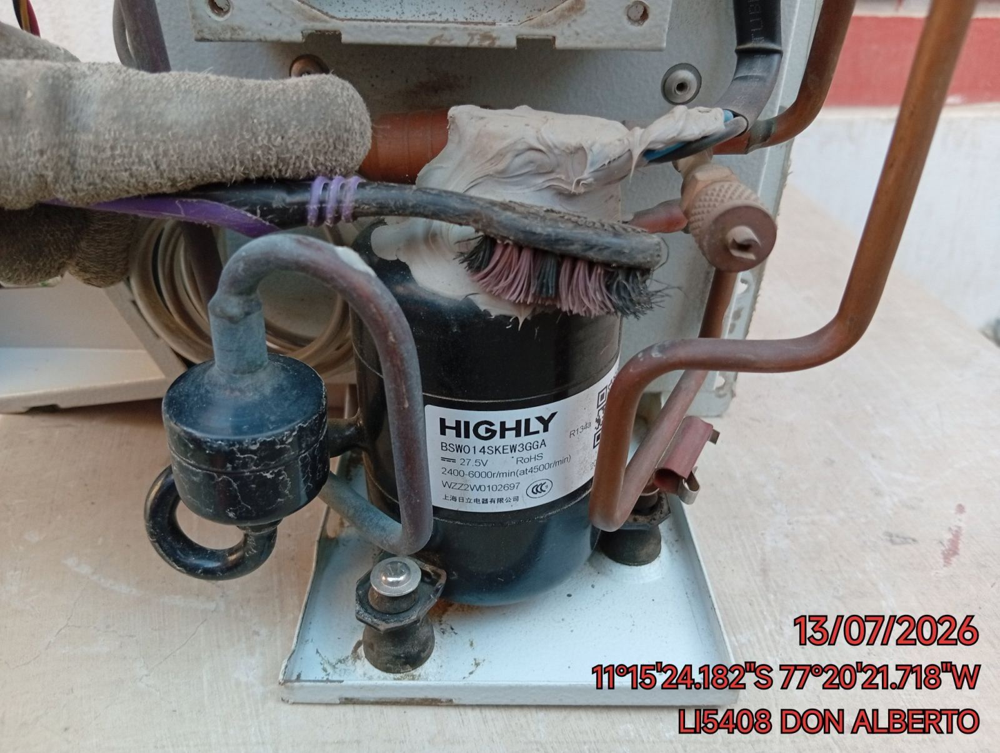 HIGHLY
BSW014SKEW3GGA
R134a
27.5V RoHS
2400-6000r/min(at4500r/min)
WZZ2W0102697
上海日立电器有限公司
13/07/2026
11°15'24.182"S 77°20'21.718"W
LI5408 DON ALBERTO